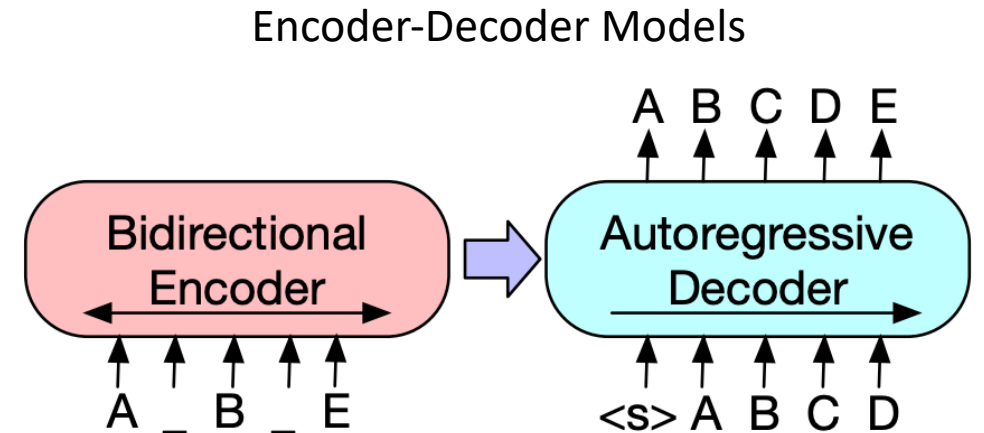 Encoder-Decoder Models
A B C D E
Bidirectional
Encoder
Autoregressive
Decoder
A _ B _ E
<s> A B C D